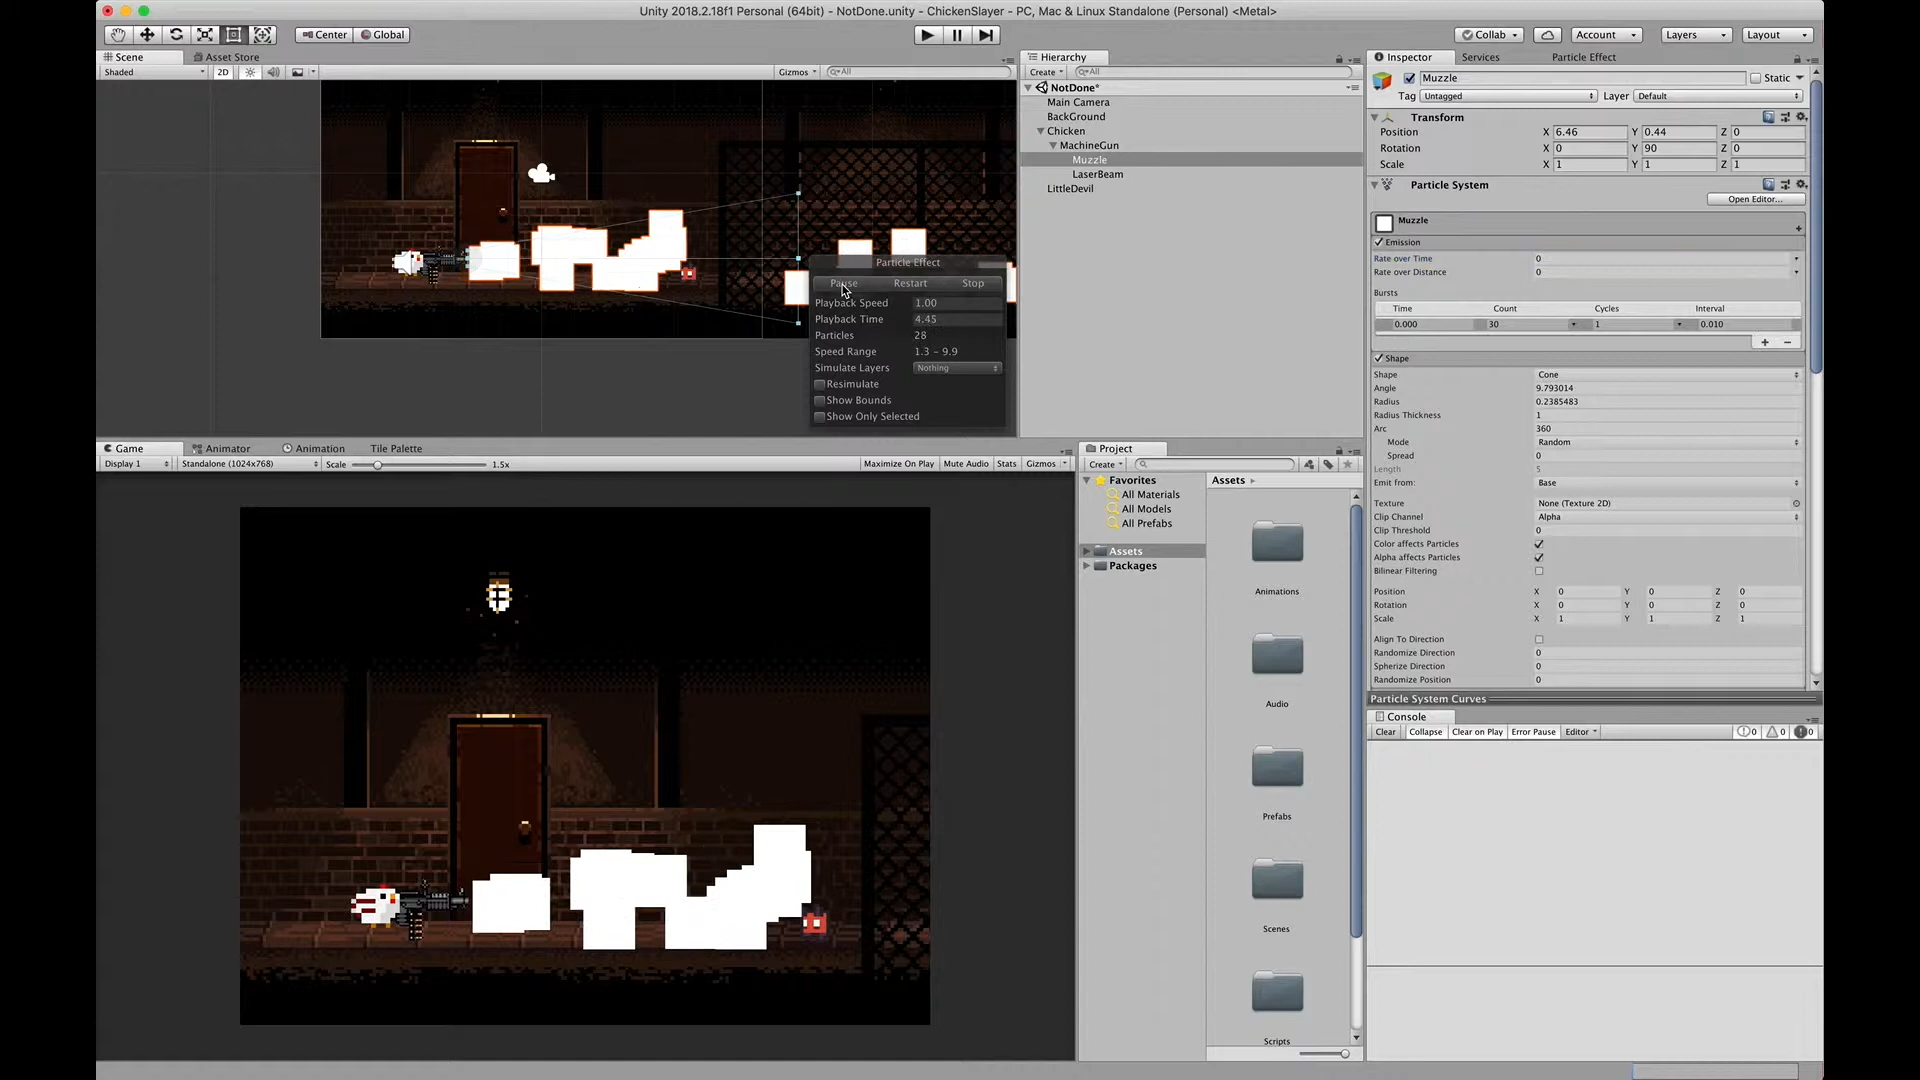 Unity 2018.2.18f1 Personal (64bit) - NotDone.unity - ChickenSlayer - PC, Mac & Linux Standalone (Personal) <Metal>
Center Global
Collab Account Layers Layout
Scene Asset Store
Shaded 2D Gizmos All
Hierarchy
Create All
NotDone*
Main Camera
BackGround
Chicken
MachineGun
Muzzle
LaserBeam
LittleDevil
Particle Effect
Pause Restart Stop
Playback Speed 1.00
Playback Time 4.45
Particles 28
Speed Range 1.3 - 9.9
Simulate Layers Nothing
Resimulate
Show Bounds
Show Only Selected
Inspector Services Particle Effect
Muzzle Static
Tag Untagged Layer Default
Transform
Position X 6.46 Y 0.44 Z 0
Rotation X 0 Y 90 Z 0
Scale X 1 Y 1 Z 1
Particle System
Open Editor...
Muzzle
Emission
Rate over Time 0
Rate over Distance 0
Bursts
Time Count Cycles Interval
0.000 30 1 0.010
Shape
Shape Cone
Angle 9.793014
Radius 0.2385483
Radius Thickness 1
Arc 360
Mode Random
Spread 0
Length 5
Emit from: Base
Texture None (Texture 2D)
Clip Channel Alpha
Clip Threshold 0
Color affects Particles
Alpha affects Particles
Bilinear Filtering
Position X 0 Y 0 Z 0
Rotation X 0 Y 0 Z 0
Scale X 1 Y 1 Z 1
Align To Direction
Randomize Direction 0
Spherize Direction 0
Randomize Position 0
Particle System Curves
Console
Clear Collapse Clear on Play Error Pause Editor 0 0 0
Game Animator Animation Tile Palette
Display 1 Standalone (1024x768) Scale 1.5x Maximize On Play Mute Audio Stats Gizmos
Project
Create
Favorites
All Materials
All Models
All Prefabs
Assets
Packages
Assets
Animations
Audio
Prefabs
Scenes
Scripts